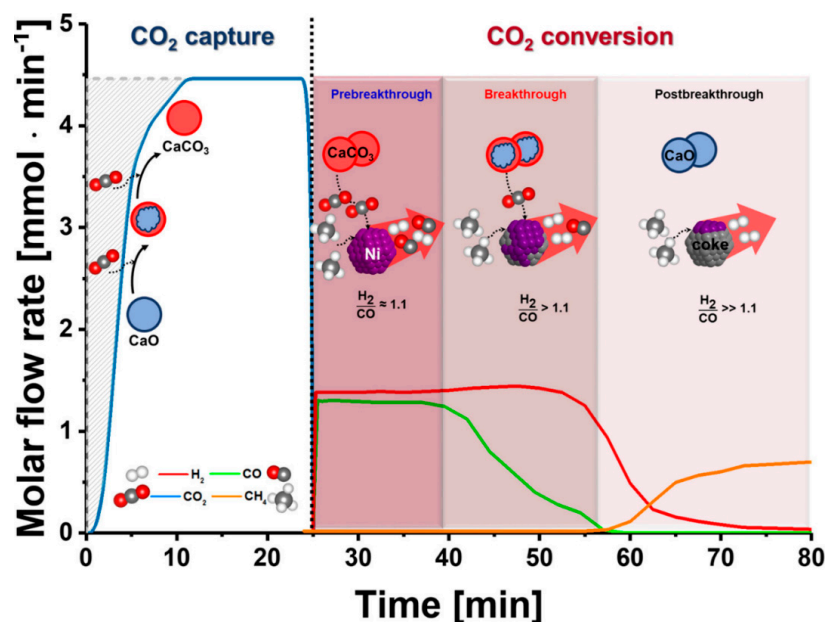 CO₂ capture
CO₂ conversion
Prebreakthrough
Breakthrough
Postbreakthrough
CaCO₃
CaO
CaCO₃
Ni
H₂
CO
≈ 1.1
H₂
CO
> 1.1
CaO
coke
H₂
CO
>> 1.1
H₂
CO
CO₂
CH₄
Molar flow rate [mmol · min⁻¹]
5
4
3
2
1
0
0
10
20
30
40
50
60
70
80
Time [min]